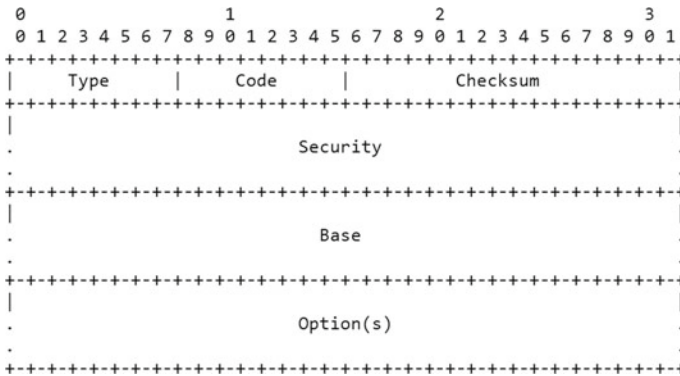 0                   1                   2                   3
0 1 2 3 4 5 6 7 8 9 0 1 2 3 4 5 6 7 8 9 0 1 2 3 4 5 6 7 8 9 0 1
+-+-+-+-+-+-+-+-+-+-+-+-+-+-+-+-+-+-+-+-+-+-+-+-+-+-+-+-+-+-+-+-+
|     Type      |     Code      |          Checksum             |
+-+-+-+-+-+-+-+-+-+-+-+-+-+-+-+-+-+-+-+-+-+-+-+-+-+-+-+-+-+-+-+-+
|                                                               |
.                           Security                            .
.                                                               .
+-+-+-+-+-+-+-+-+-+-+-+-+-+-+-+-+-+-+-+-+-+-+-+-+-+-+-+-+-+-+-+-+
|                                                               |
.                             Base                              .
.                                                               .
+-+-+-+-+-+-+-+-+-+-+-+-+-+-+-+-+-+-+-+-+-+-+-+-+-+-+-+-+-+-+-+-+
|                                                               |
.                           Option(s)                           .
.                                                               .
+-+-+-+-+-+-+-+-+-+-+-+-+-+-+-+-+-+-+-+-+-+-+-+-+-+-+-+-+-+-+-+-+